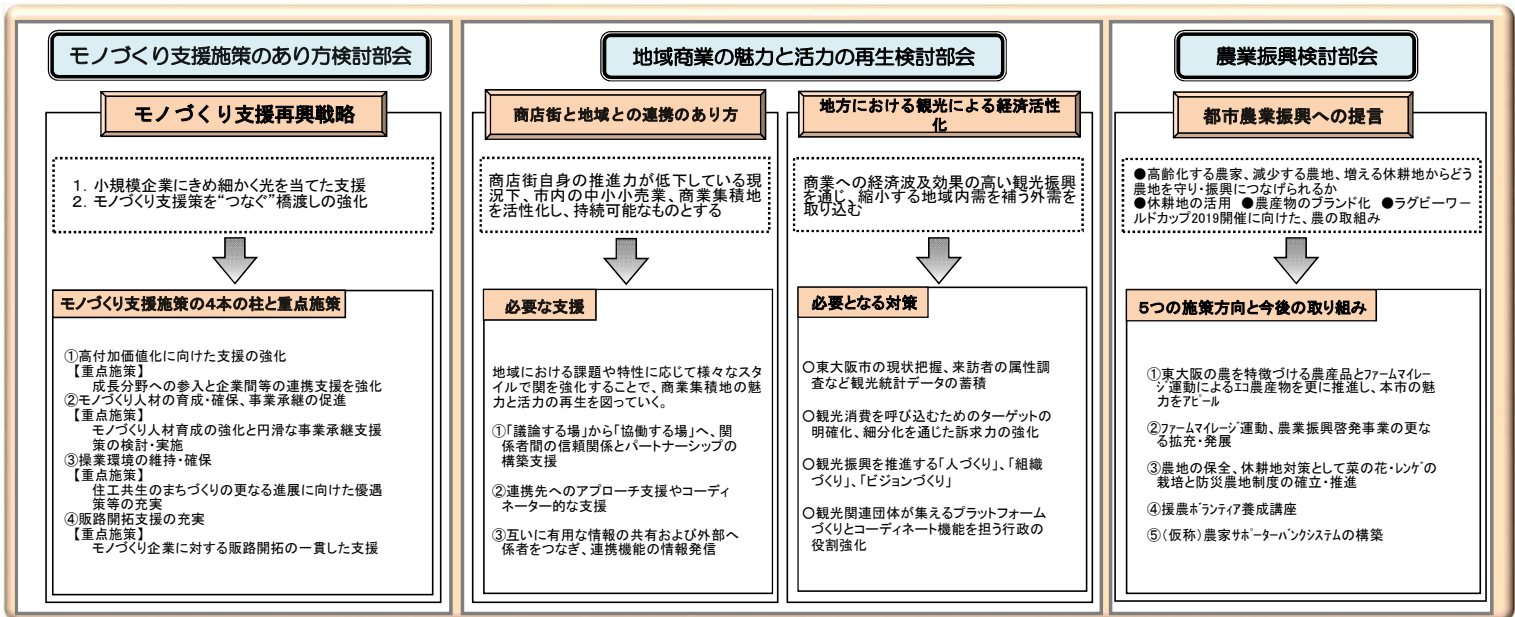 モノづくり支援施策のあり方検討部会
モノづくり支援再興戦略
1．小規模企業にきめ細かく光を当てた支援
2．モノづくり支援策を“つなぐ”橋渡しの強化
モノづくり支援施策の4本の柱と重点施策
①高付加価値化に向けた支援の強化
【重点施策】
成長分野への参入と企業間等の連携支援を強化
②モノづくり人材の育成・確保、事業承継の促進
【重点施策】
モノづくり人材育成の強化と円滑な事業承継支援
策の検討・実施
③操業環境の維持・確保
【重点施策】
住工共生のまちづくりの更なる進展に向けた優遇
策等の充実
④販路開拓支援の充実
【重点施策】
モノづくり企業に対する販路開拓の一貫した支援
地域商業の魅力と活力の再生検討部会
商店街と地域との連携のあり方
商店街自身の推進力が低下している現
況下、市内の中小小売業、商業集積地
を活性化し、持続可能なものとする
必要な支援
地域における課題や特性に応じて様々なスタ
イルで関を強化することで、商業集積地の魅
力と活力の再生を図っていく。
①「議論する場」から「協働する場」へ、関
係者間の信頼関係とパートナーシップの
構築支援
②連携先へのアプローチ支援やコーディ
ネーター的な支援
③互いに有用な情報の共有および外部へ
係者をつなぎ、連携機能の情報発信
地方における観光による経済活性
化
商業への経済波及効果の高い観光振興
を通じ、縮小する地域内需を補う外需を
取り込む
必要となる対策
○東大阪市の現状把握、来訪者の属性調
査など観光統計データの蓄積
○観光消費を呼び込むためのターゲットの
明確化、細分化を通じた訴求力の強化
○観光振興を推進する「人づくり」、「組織
づくり」、「ビジョンづくり」
○観光関連団体が集えるプラットフォーム
づくりとコーディネート機能を担う行政の
役割強化
農業振興検討部会
都市農業振興への提言
●高齢化する農家、減少する農地、増える休耕地からどう
農地を守り・振興につなげられるか
●休耕地の活用　●農産物のブランド化　●ラグビーワー
ルドカップ2019開催に向けた、農の取組み
5つの施策方向と今後の取り組み
①東大阪の農を特徴づける農産品とﾌｧｰﾑﾏｲﾚｰ
ｼﾞ運動によるｴｺ農産物を更に推進し、本市の魅
力をｱﾋﾟｰﾙ
②ﾌｧｰﾑﾏｲﾚｰｼﾞ運動、農業振興啓発事業の更な
る拡充・発展
③農地の保全、休耕地対策として菜の花・ﾚﾝｹﾞの
栽培と防災農地制度の確立・推進
④援農ﾎﾞﾗﾝﾃｨｱ養成講座
⑤（仮称）農家ｻﾎﾟｰﾀｰﾊﾞﾝｸシステムの構築